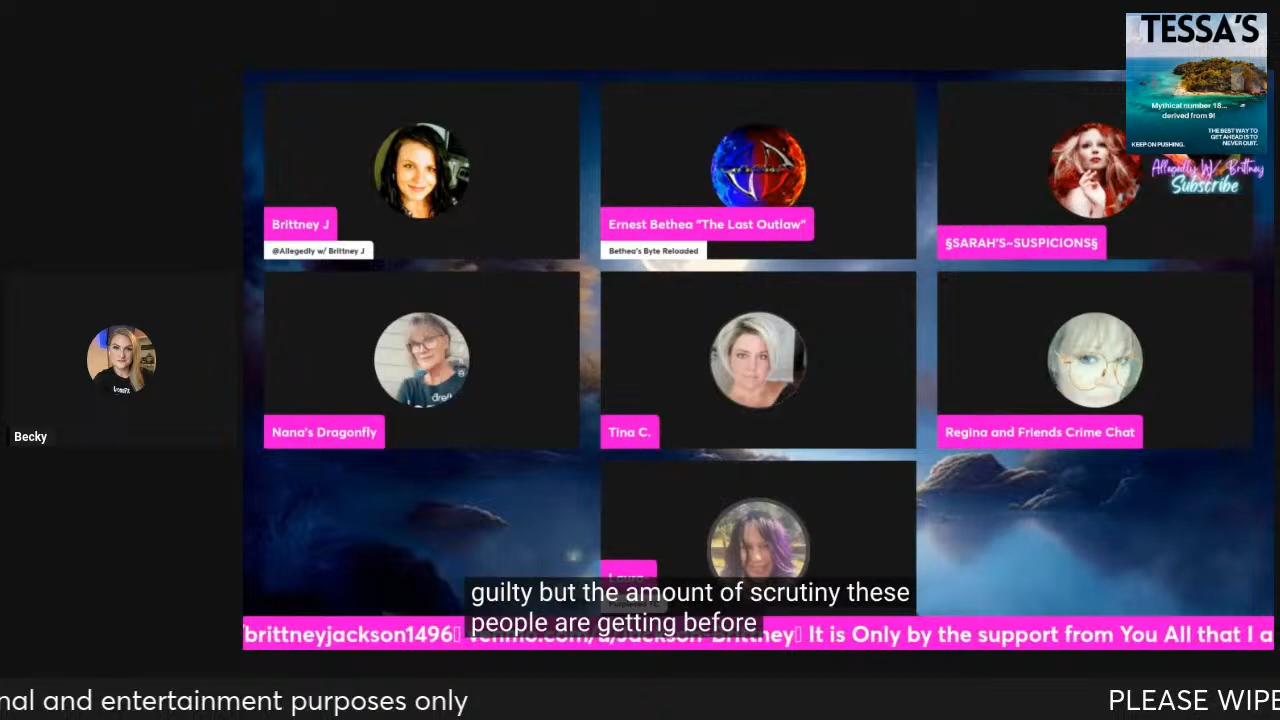 TESSA'S
Mythical number 18...
derived from 9!
THE BEST WAY TO
GET AHEAD IS TO
NEVER QUIT.
KEEP ON PUSHING.
Allegedly W/ Brittney
Subscribe
Brittney J
@Allegedly w/ Brittney J
Ernest Bethea "The Last Outlaw"
Bethea's Byte Reloaded
§SARAH'S~SUSPICIONS§
Becky
Nana's Dragonfly
Tina C.
Regina and Friends Crime Chat
Laura
guilty but the amount of scrutiny these
people are getting before
/brittneyjackson1496 It is Only by the support from You All that I a
nal and entertainment purposes only
PLEASE WIPE